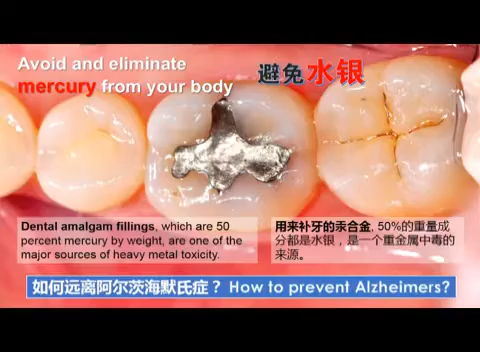 Avoid and eliminate
mercury from your body
避免水银
Dental amalgam fillings, which are 50
percent mercury by weight, are one of the
major sources of heavy metal toxicity.
用来补牙的汞合金, 50%的重量成
分都是水银，是一个重金属中毒的
来源。
如何远离阿尔茨海默氏症？ How to prevent Alzheimers?